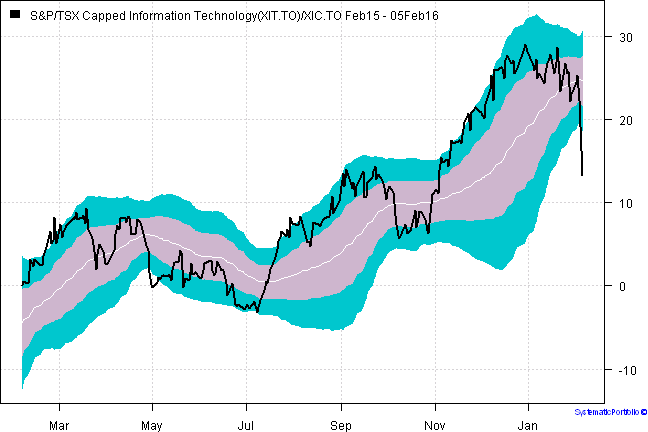 S&P/TSX Capped Information Technology(XIT.TO)/XIC.TO Feb15 - 05Feb16
30
20
10
0
-10
SystematicPortfolio ©
Mar May Jul Sep Nov Jan